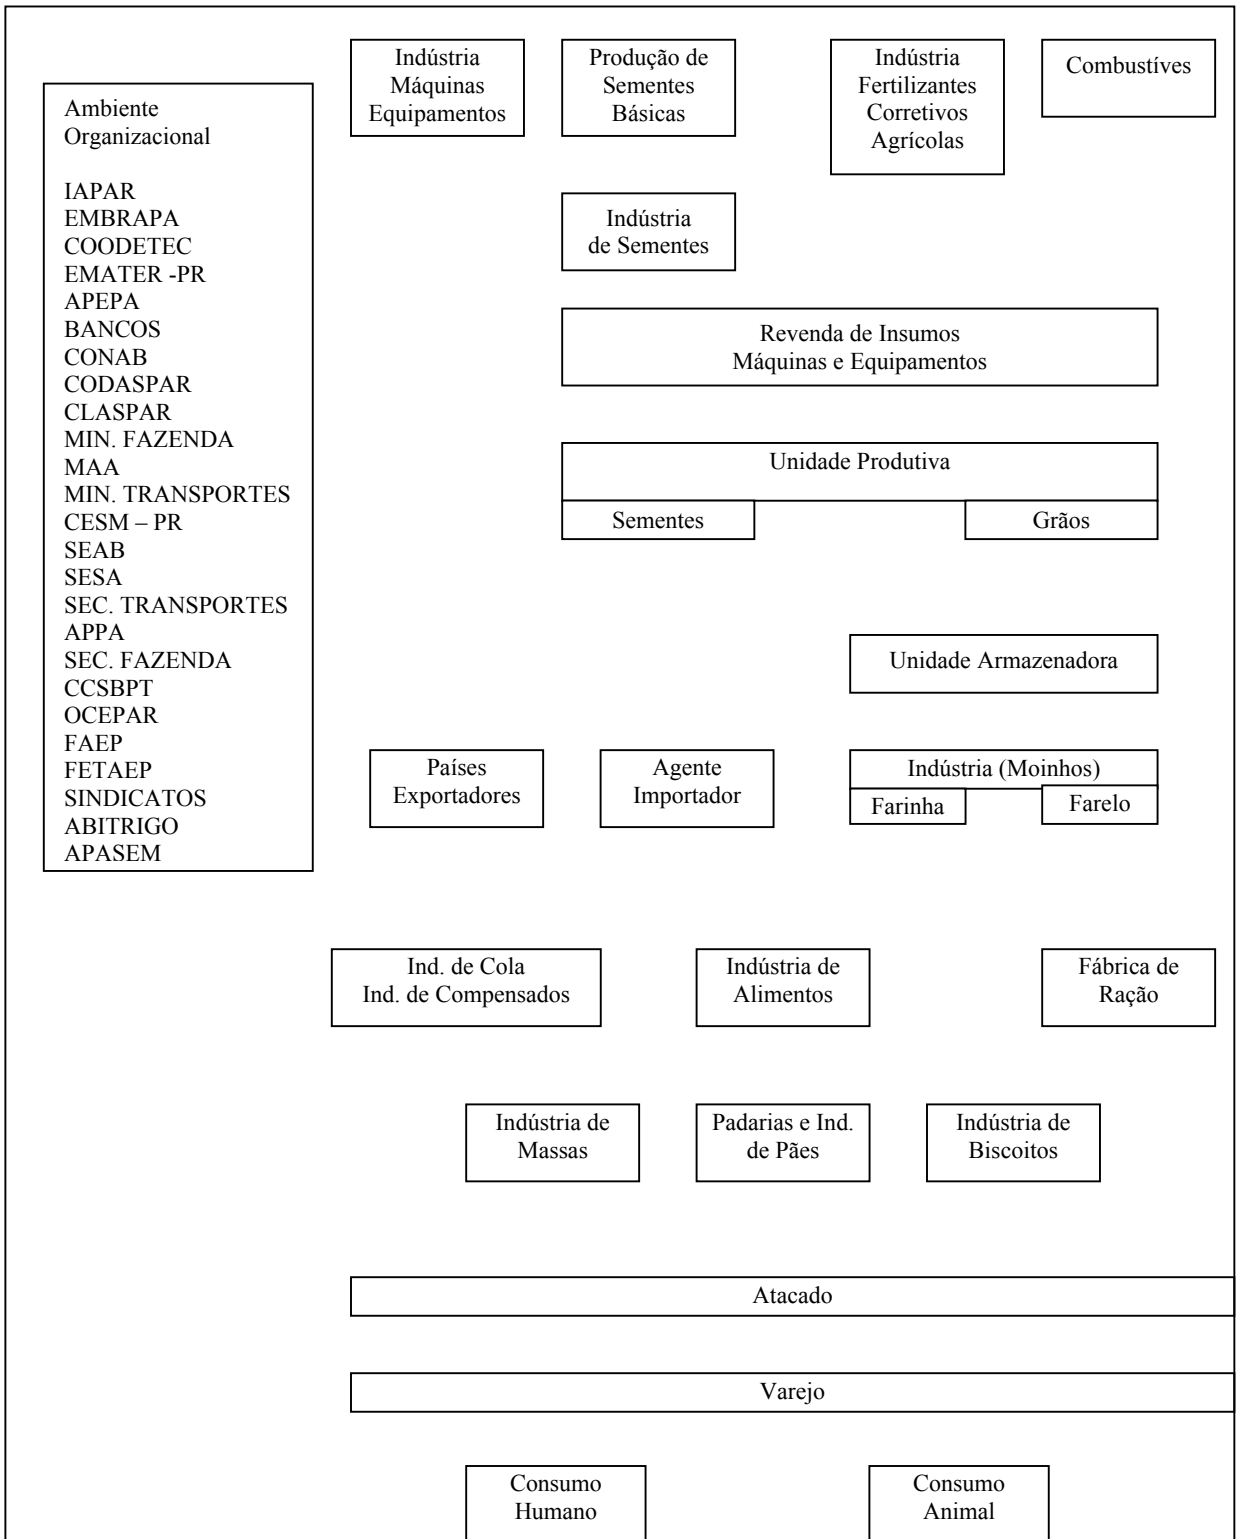 Indústria
Máquinas
Equipamentos
Produção de
Sementes
Básicas
Indústria
Fertilizantes
Corretivos
Agrícolas
Combustíves
Ambiente
Organizacional
IAPAR
EMBRAPA
COODETEC
EMATER -PR
APEPA
BANCOS
CONAB
CODASPAR
CLASPAR
MIN. FAZENDA
MAA
MIN. TRANSPORTES
CESM – PR
SEAB
SESA
SEC. TRANSPORTES
APPA
SEC. FAZENDA
CCSBPT
OCEPAR
FAEP
FETAEP
SINDICATOS
ABITRIGO
APASEM
Indústria
de Sementes
Revenda de Insumos
Máquinas e Equipamentos
Unidade Produtiva
Sementes
Grãos
Unidade Armazenadora
Países
Exportadores
Agente
Importador
Indústria (Moinhos)
Farinha
Farelo
Ind. de Cola
Ind. de Compensados
Indústria de
Alimentos
Fábrica de
Ração
Indústria de
Massas
Padarias e Ind.
de Pães
Indústria de
Biscoitos
Atacado
Varejo
Consumo
Humano
Consumo
Animal